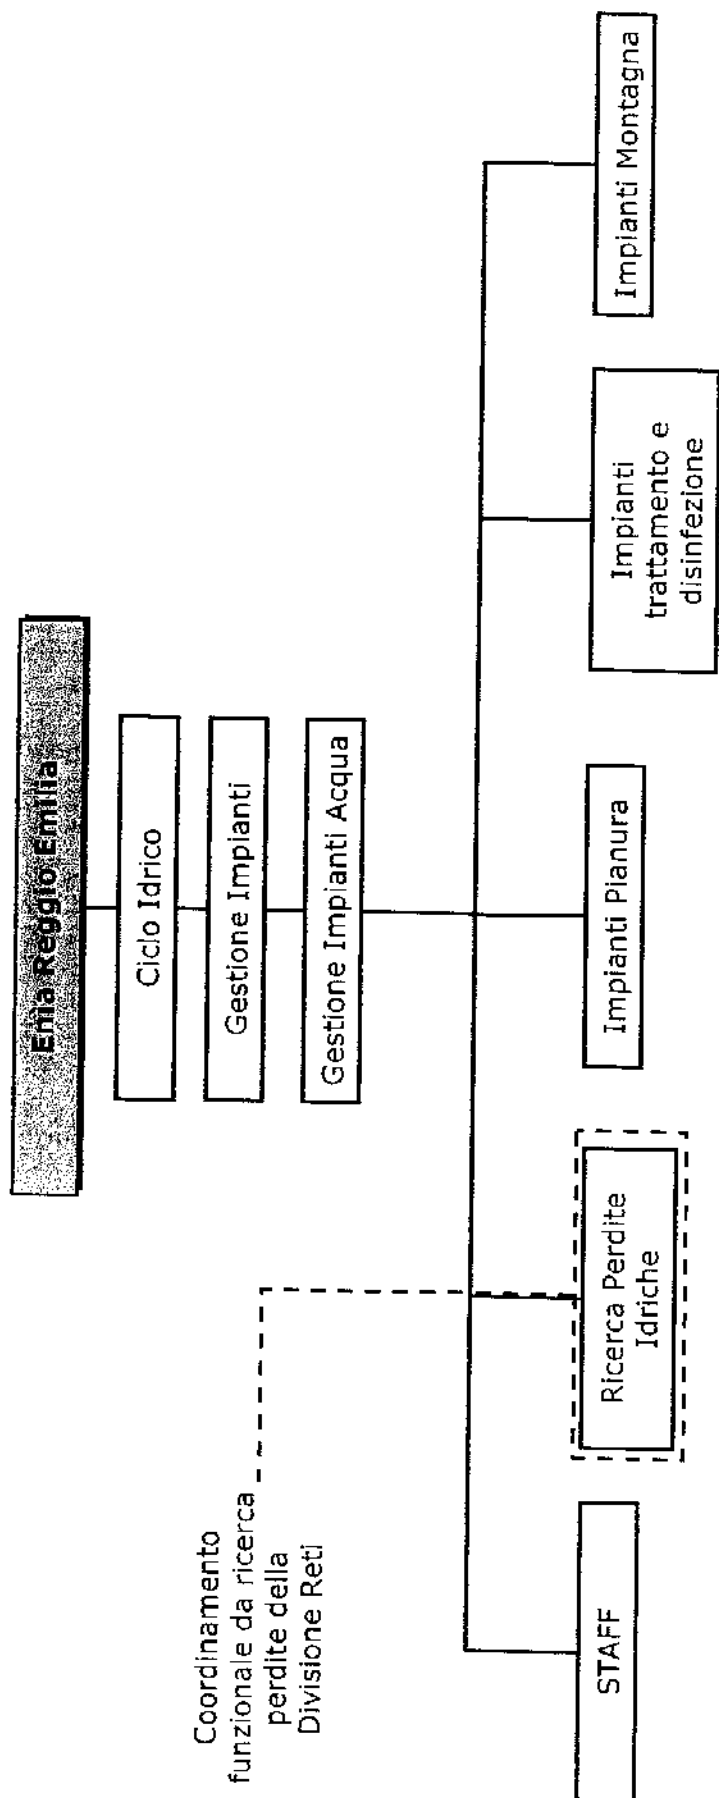 Enìa Reggio Emilia
Ciclo Idrico
Gestione Impianti
Gestione Impianti Acqua
Coordinamento
funzionale da ricerca
perdite della
Divisione Reti
STAFF
Ricerca Perdite
Idriche
Impianti Pianura
Impianti
trattamento e
disinfezione
Impianti Montagna